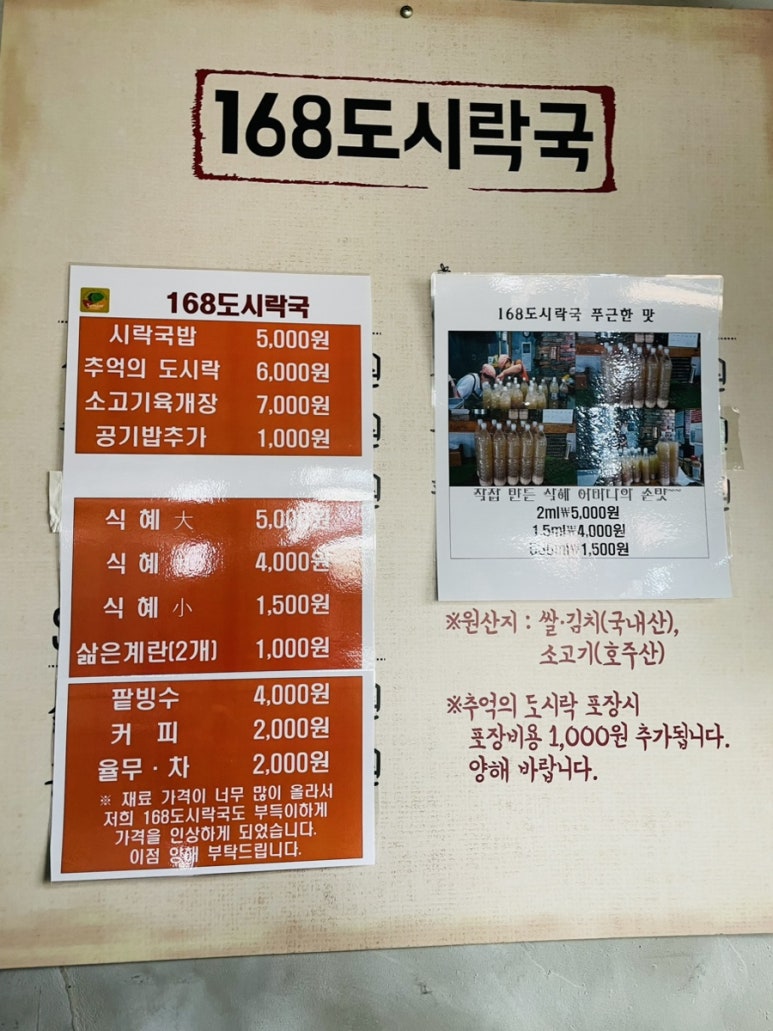 168도시락국
168도시락국
시락국밥 5,000원
추억의 도시락 6,000원
소고기육개장 7,000원
공기밥추가 1,000원
식 혜 大 5,000원
식 혜 4,000원
식 혜 小 1,500원
삶은계란(2개) 1,000원
팥빙수 4,000원
커 피 2,000원
율무 · 차 2,000원
※ 재료 가격이 너무 많이 올라서
저희 168도시락국도 부득이하게
가격을 인상하게 되었습니다.
이점 양해 부탁드립니다.
168도시락국 푸근한 맛
어머니의 손맛~~
2ml₩5,000원
1.5ml₩4,000원
₩1,500원
※원산지 : 쌀·김치(국내산),
소고기(호주산)
※추억의 도시락 포장시
포장비용 1,000원 추가됩니다.
양해 바랍니다.